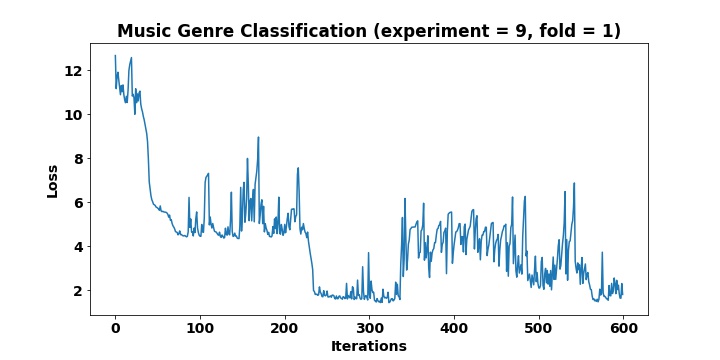 Music Genre Classification (experiment = 9, fold = 1)
Loss
12
10
8
6
4
2
0 100 200 300 400 500 600
Iterations